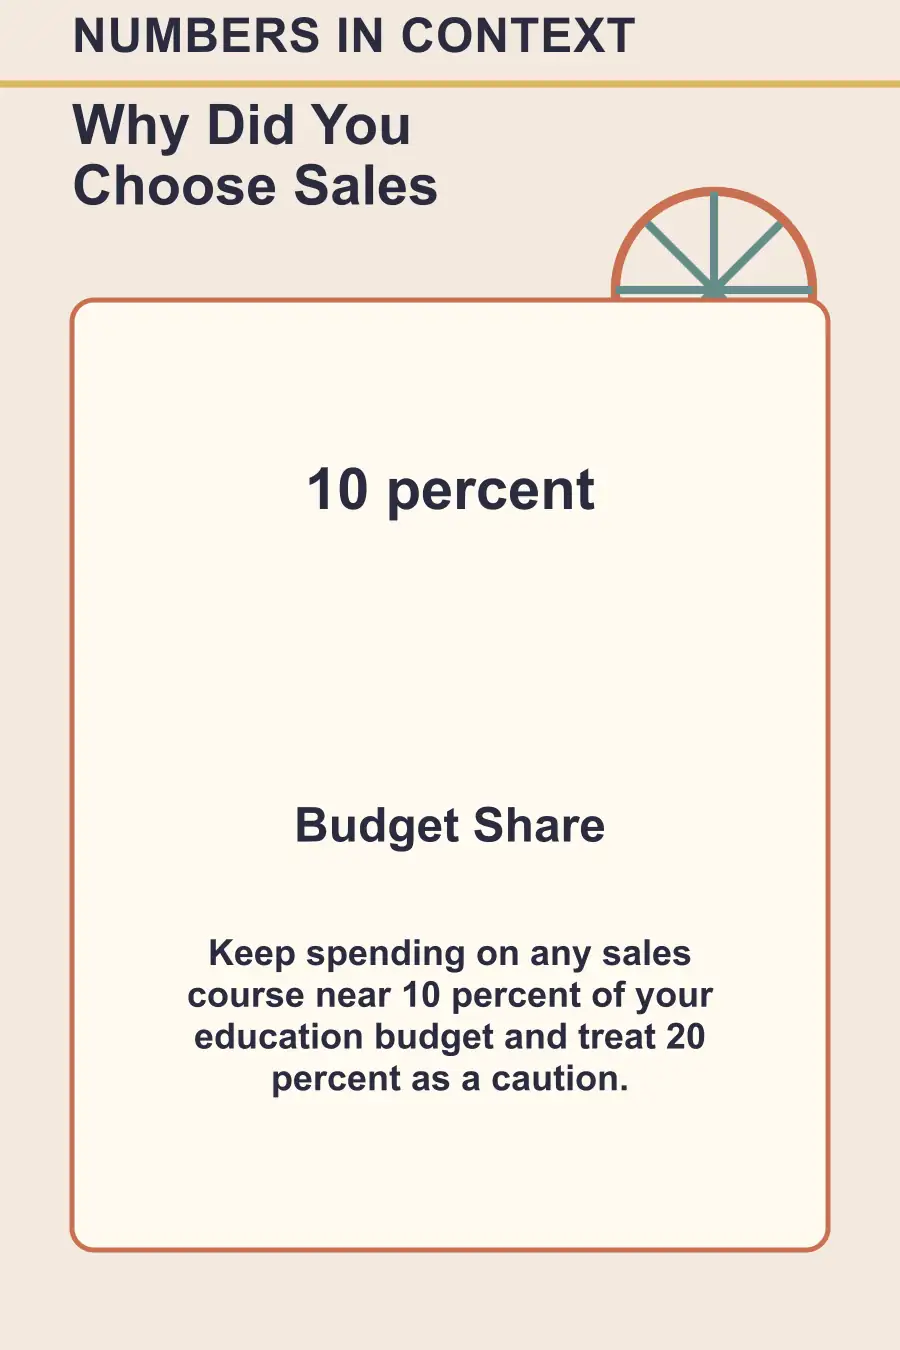 NUMBERS IN CONTEXT
Why Did You
Choose Sales
10 percent
Budget Share
Keep spending on any sales
course near 10 percent of your
education budget and treat 20
percent as a caution.